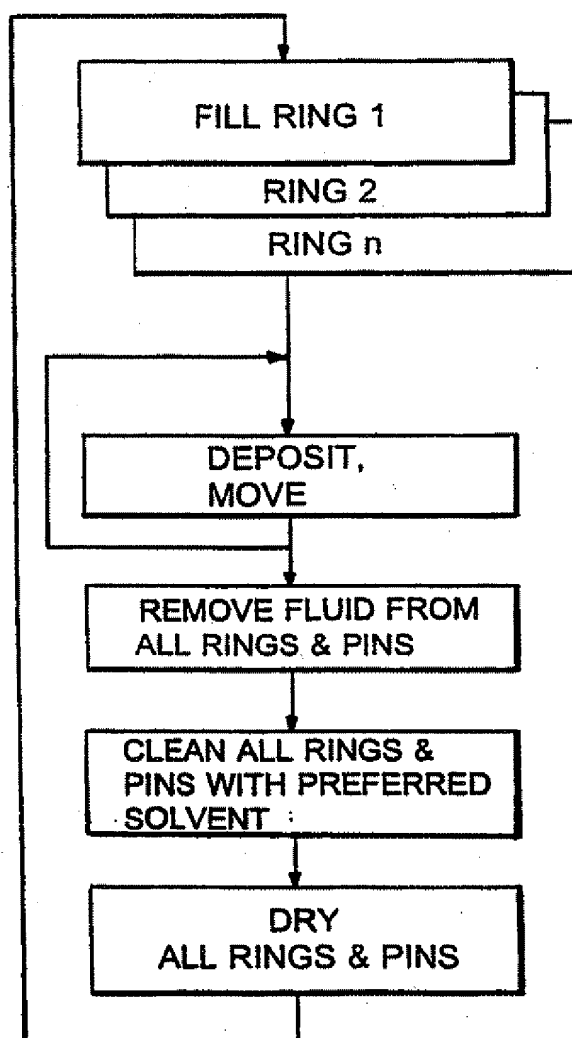 FILL RING 1
RING 2
RING n
DEPOSIT,
MOVE
REMOVE FLUID FROM
ALL RINGS & PINS
CLEAN ALL RINGS &
PINS WITH PREFERRED
SOLVENT
DRY
ALL RINGS & PINS